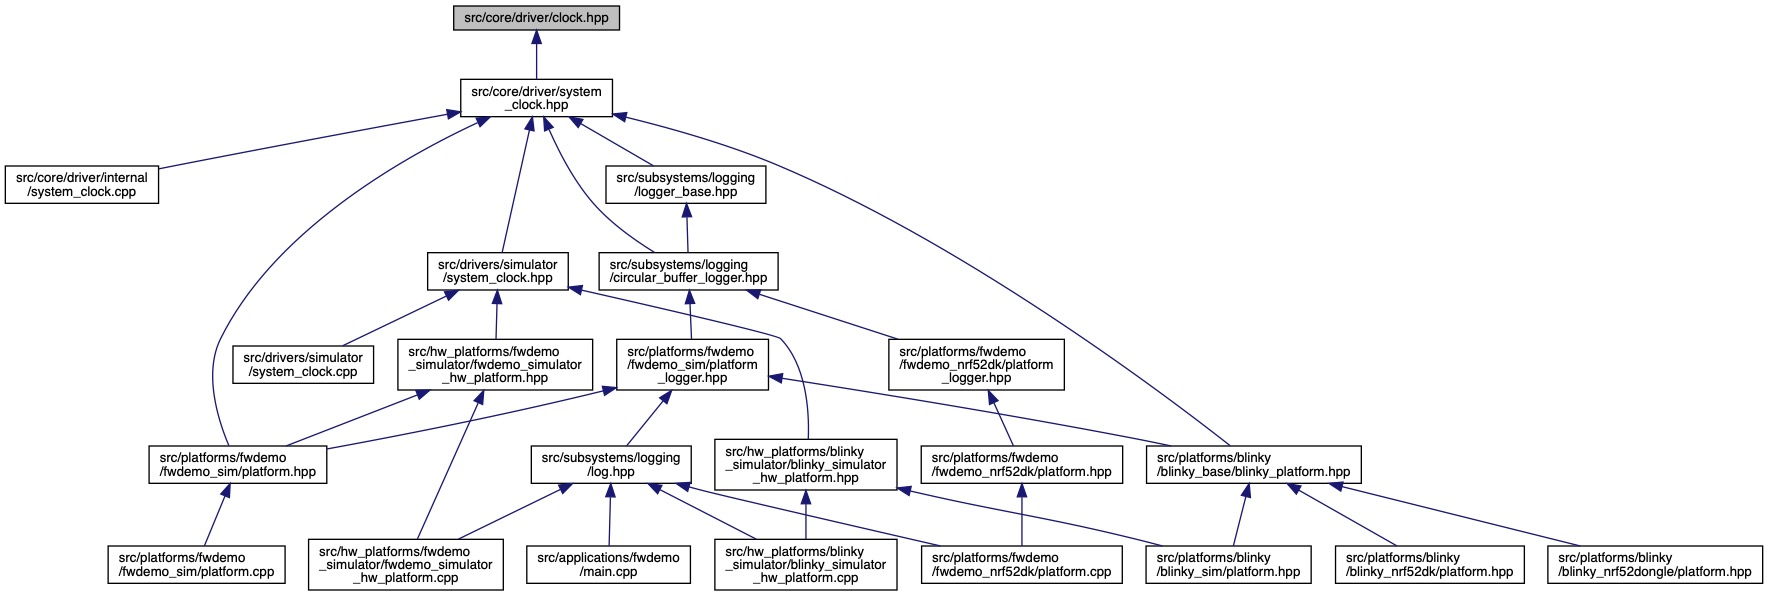 src/core/driver/clock.hpp
src/core/driver/system
_clock.hpp
src/core/driver/internal
/system_clock.cpp
src/subsystems/logging
/logger_base.hpp
src/drivers/simulator
/system_clock.hpp
src/subsystems/logging
/circular_buffer_logger.hpp
src/drivers/simulator
/system_clock.cpp
src/hw_platforms/fwdemo
_simulator/fwdemo_simulator
_hw_platform.hpp
src/platforms/fwdemo
/fwdemo_sim/platform
_logger.hpp
src/platforms/fwdemo
/fwdemo_nrf52dk/platform
_logger.hpp
src/platforms/fwdemo
/fwdemo_sim/platform.hpp
src/subsystems/logging
/log.hpp
src/hw_platforms/blinky
_simulator/blinky_simulator
_hw_platform.hpp
src/platforms/fwdemo
/fwdemo_nrf52dk/platform.hpp
src/platforms/blinky
/blinky_base/blinky_platform.hpp
src/platforms/fwdemo
/fwdemo_sim/platform.cpp
src/hw_platforms/fwdemo
_simulator/fwdemo_simulator
_hw_platform.cpp
src/applications/fwdemo
/main.cpp
src/hw_platforms/blinky
_simulator/blinky_simulator
_hw_platform.cpp
src/platforms/fwdemo
/fwdemo_nrf52dk/platform.cpp
src/platforms/blinky
/blinky_sim/platform.hpp
src/platforms/blinky
/blinky_nrf52dk/platform.hpp
src/platforms/blinky
/blinky_nrf52dongle/platform.hpp